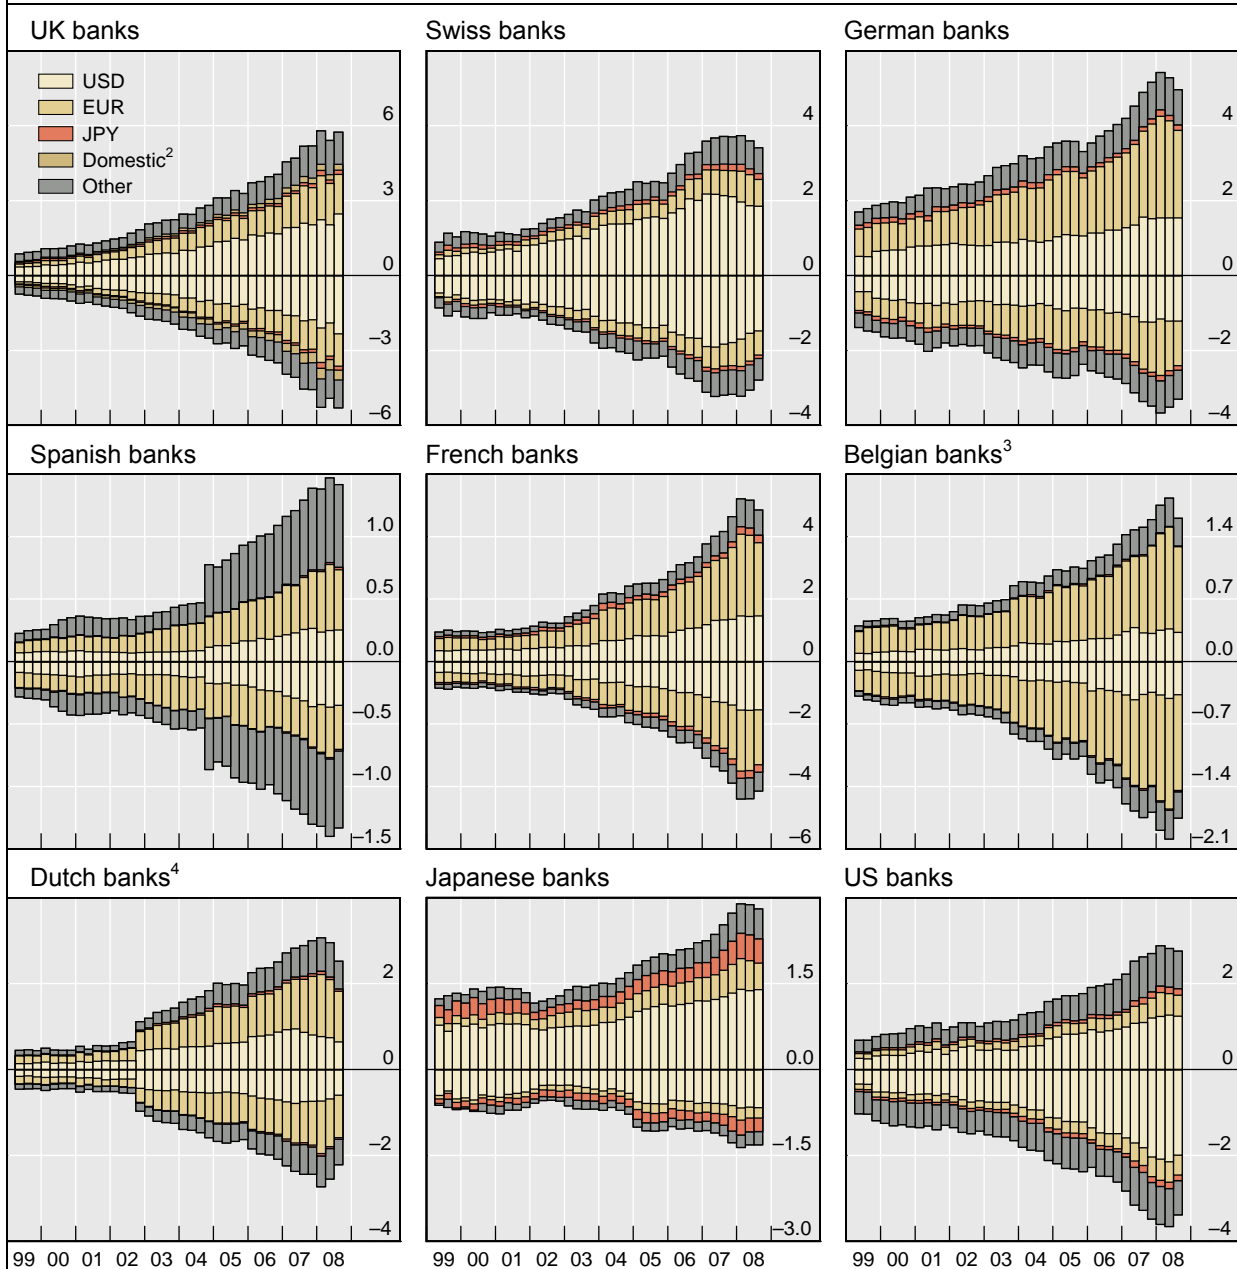 UK banks
Swiss banks
German banks
USD
EUR
JPY
Domestic²
Other
6
3
0
–3
–6
4
2
0
–2
–4
4
2
0
–2
–4
Spanish banks
French banks
Belgian banks³
1.0
0.5
0.0
–0.5
–1.0
–1.5
4
2
0
–2
–4
–6
1.4
0.7
0.0
–0.7
–1.4
–2.1
Dutch banks⁴
Japanese banks
US banks
2
0
–2
–4
1.5
0.0
–1.5
–3.0
2
0
–2
–4
99 00 01 02 03 04 05 06 07 08
99 00 01 02 03 04 05 06 07 08
99 00 01 02 03 04 05 06 07 08